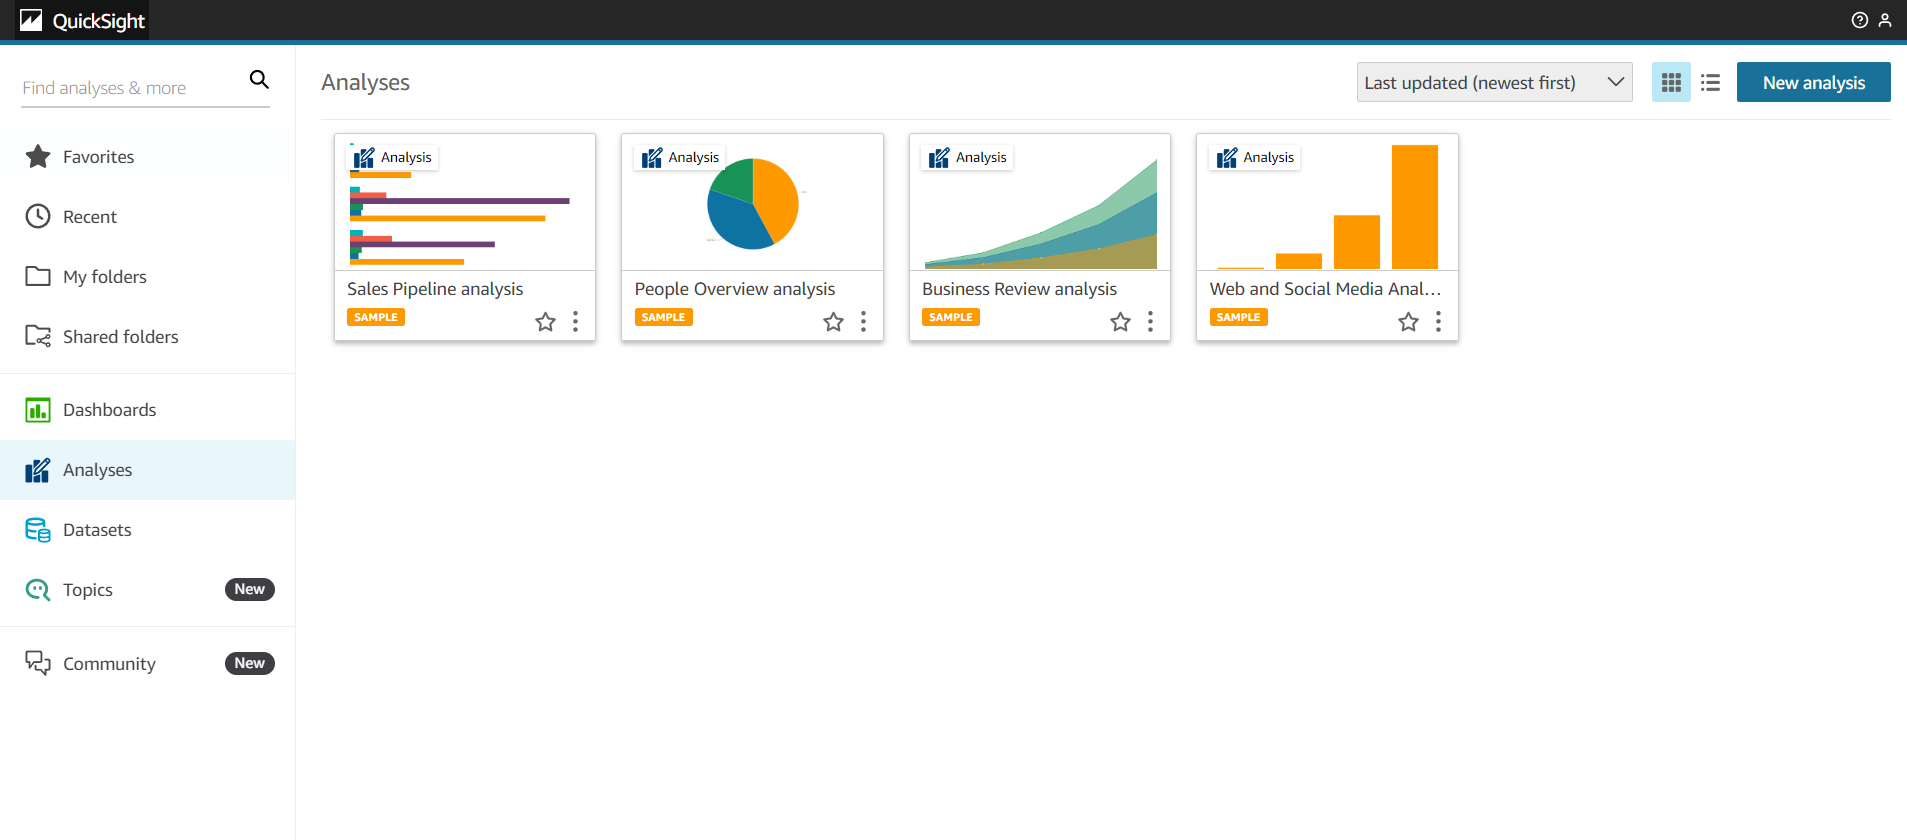 QuickSight
Find analyses & more
Favorites
Recent
My folders
Shared folders
Dashboards
Analyses
Datasets
Topics New
Community New
Analyses
Last updated (newest first)
New analysis
Analysis
Sales Pipeline analysis
SAMPLE
Analysis
People Overview analysis
SAMPLE
Analysis
Business Review analysis
SAMPLE
Analysis
Web and Social Media Anal...
SAMPLE